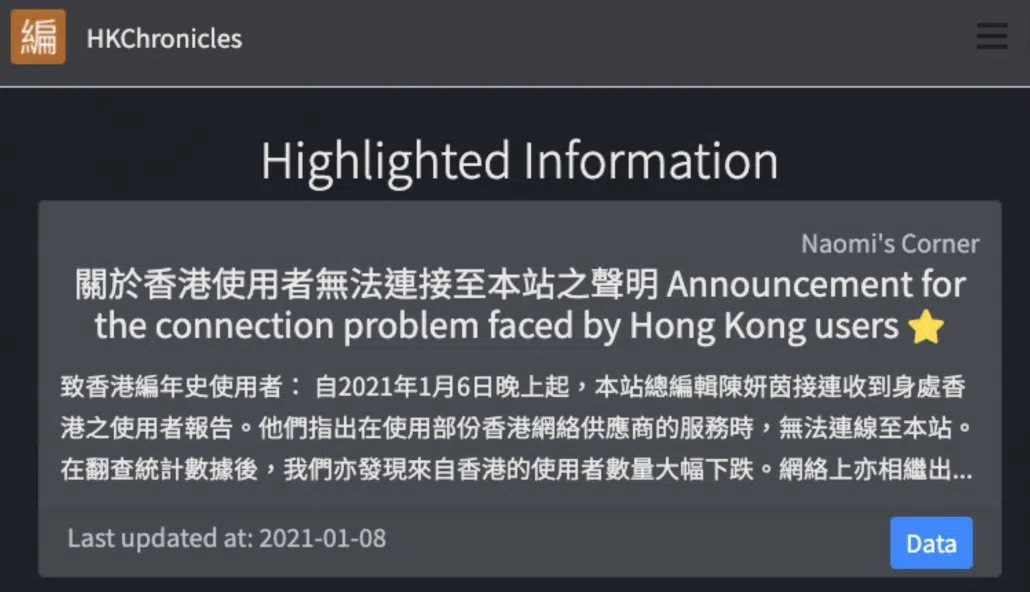 編 HKChronicles
Highlighted Information
Naomi's Corner
關於香港使用者無法連接至本站之聲明 Announcement for
the connection problem faced by Hong Kong users ⭐
致香港編年史使用者： 自2021年1月6日晚上起，本站總編輯陳妍茵接連收到身處香
港之使用者報告。他們指出在使用部份香港網絡供應商的服務時，無法連線至本站。
在翻查統計數據後，我們亦發現來自香港的使用者數量大幅下跌。網絡上亦相繼出...
Last updated at: 2021-01-08
Data